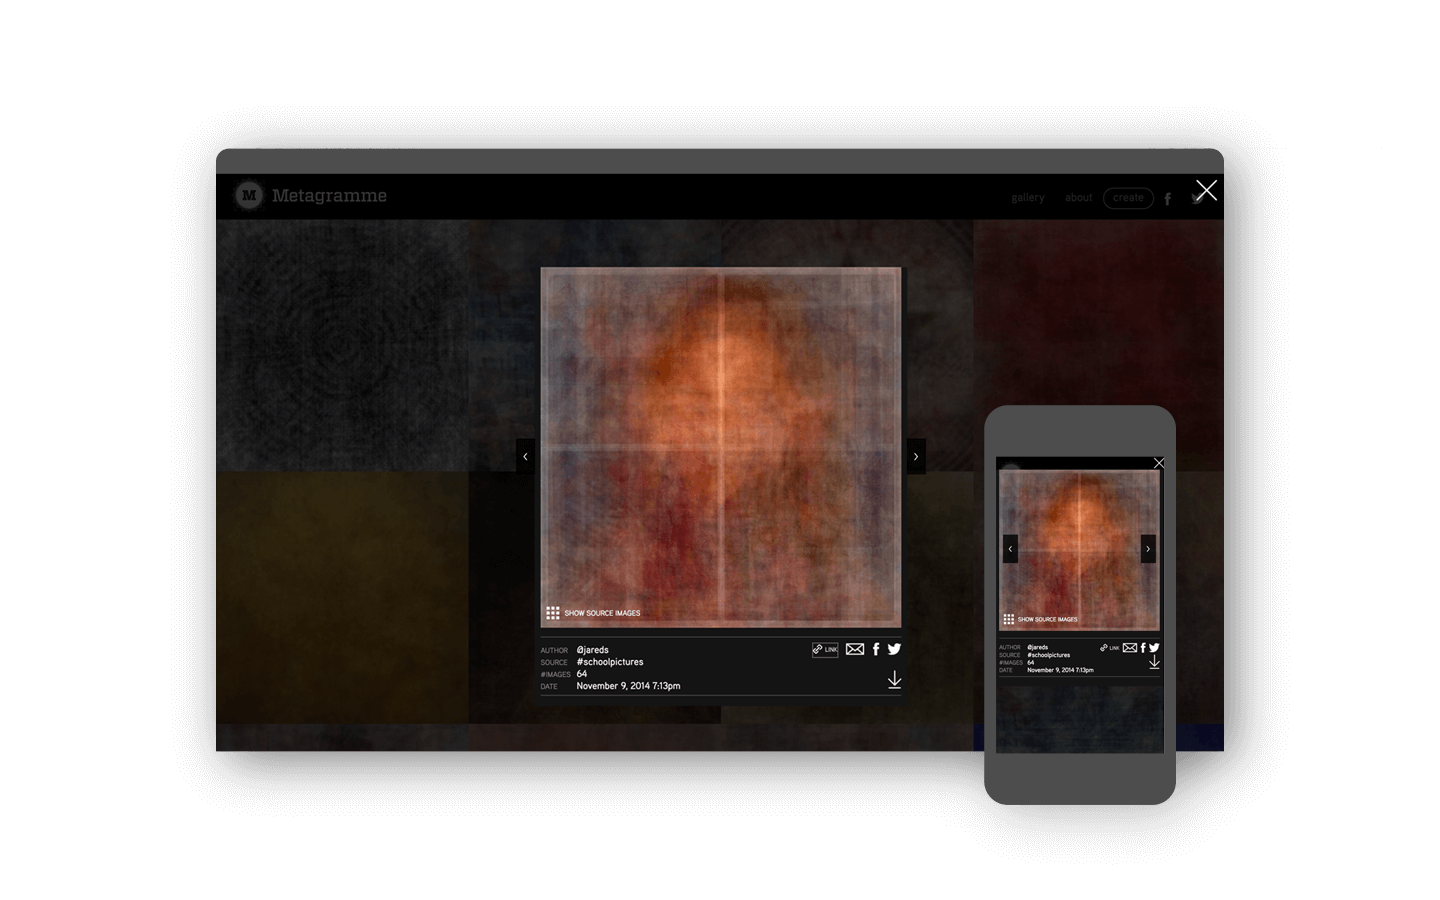 M Metagramme
gallery about create
SHOW SOURCE IMAGES
AUTHOR @jareds
LINK
SOURCE #schoolpictures
#IMAGES 64
DATE November 9, 2014 7:13pm
SHOW SOURCE IMAGES
AUTHOR @jareds
LINK
SOURCE #schoolpictures
#IMAGES 64
DATE November 9, 2014 7:13pm